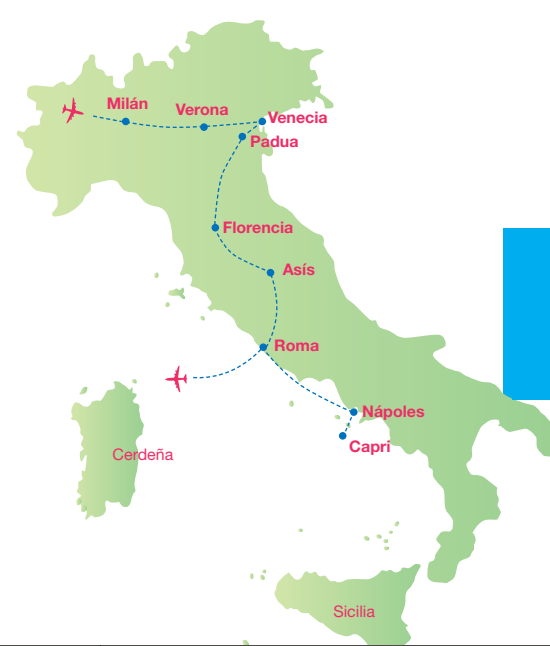 Milán
Verona
Venecia
Padua
Florencia
Asís
Roma
Nápoles
Capri
Cerdeña
Sicilia